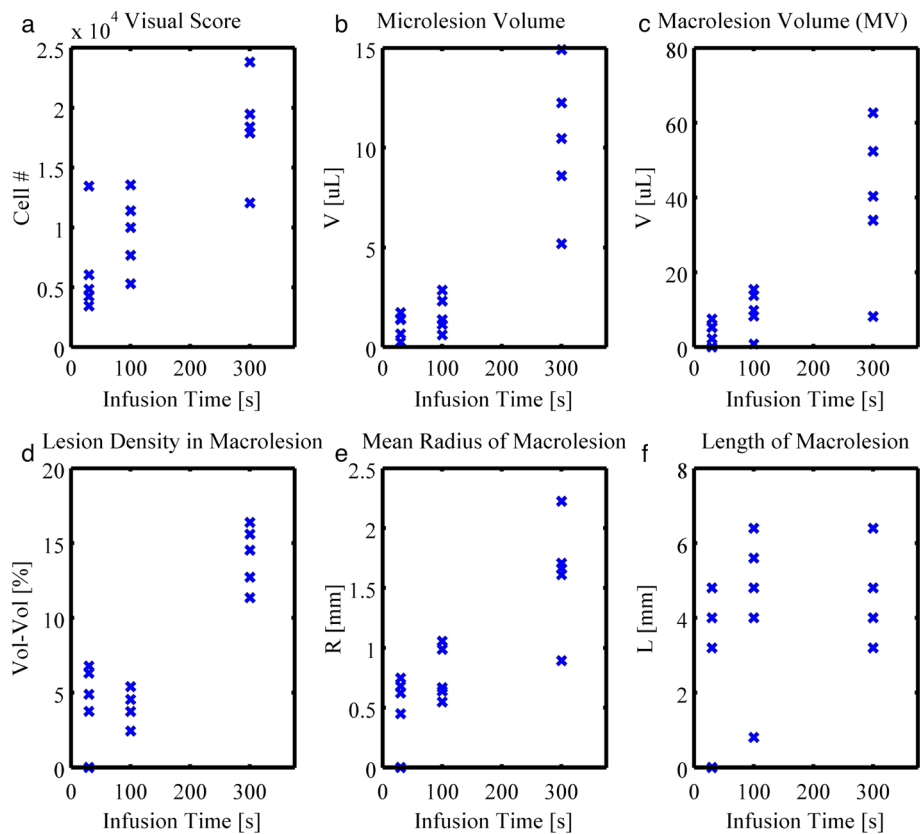 a Visual Score
x 10^4
2.5
2
1.5
1
0.5
0
Cell #
0 100 200 300
Infusion Time [s]
b Microlesion Volume
15
10
5
0
V [uL]
0 100 200 300
Infusion Time [s]
c Macrolesion Volume (MV)
80
60
40
20
0
V [uL]
0 100 200 300
Infusion Time [s]
d Lesion Density in Macrolesion
20
15
10
5
0
Vol-Vol [%]
0 100 200 300
Infusion Time [s]
e Mean Radius of Macrolesion
2.5
2
1.5
1
0.5
0
R [mm]
0 100 200 300
Infusion Time [s]
f Length of Macrolesion
8
6
4
2
0
L [mm]
0 100 200 300
Infusion Time [s]